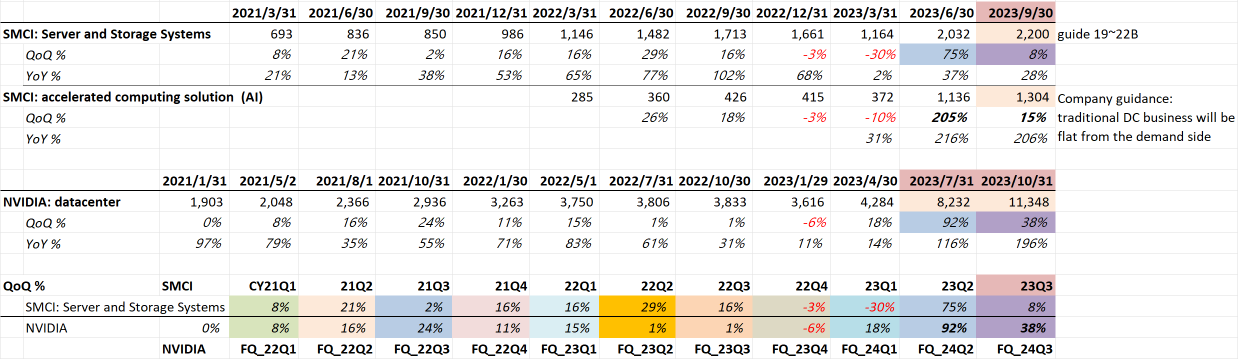 2021/3/31 2021/6/30 2021/9/30 2021/12/31 2022/3/31 2022/6/30 2022/9/30 2022/12/31 2023/3/31 2023/6/30 2023/9/30
SMCI: Server and Storage Systems 693 836 850 986 1,146 1,482 1,713 1,661 1,164 2,032 2,200 guide 19~22B
QoQ % 8% 21% 2% 16% 16% 29% 16% -3% -30% 75% 8%
YoY % 21% 13% 38% 53% 65% 77% 102% 68% 2% 37% 28%
SMCI: accelerated computing solution (AI) 285 360 426 415 372 1,136 1,304 Company guidance:
QoQ % 26% 18% -3% -10% 205% 15% traditional DC business will be
YoY % 31% 216% 206% flat from the demand side
2021/1/31 2021/5/2 2021/8/1 2021/10/31 2022/1/30 2022/5/1 2022/7/31 2022/10/30 2023/1/29 2023/4/30 2023/7/31 2023/10/31
NVIDIA: datacenter 1,903 2,048 2,366 2,936 3,263 3,750 3,806 3,833 3,616 4,284 8,232 11,348
QoQ % 0% 8% 16% 24% 11% 15% 1% 1% -6% 18% 92% 38%
YoY % 97% 79% 35% 55% 71% 83% 61% 31% 11% 14% 116% 196%
QoQ % SMCI CY21Q1 21Q2 21Q3 21Q4 22Q1 22Q2 22Q3 22Q4 23Q1 23Q2 23Q3
SMCI: Server and Storage Systems 8% 21% 2% 16% 16% 29% 16% -3% -30% 75% 8%
NVIDIA 0% 8% 16% 24% 11% 15% 1% 1% -6% 18% 92% 38%
NVIDIA FQ_22Q1 FQ_22Q2 FQ_22Q3 FQ_22Q4 FQ_23Q1 FQ_23Q2 FQ_23Q3 FQ_23Q4 FQ_24Q1 FQ_24Q2 FQ_24Q3